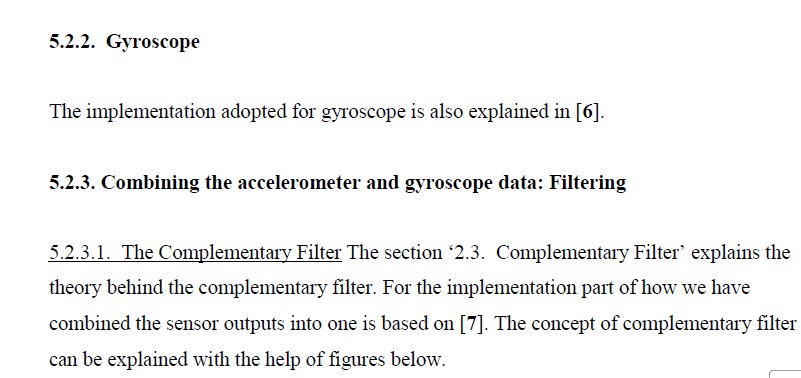 5.2.2. Gyroscope
The implementation adopted for gyroscope is also explained in [6].
5.2.3. Combining the accelerometer and gyroscope data: Filtering
5.2.3.1. The Complementary Filter The section ‘2.3. Complementary Filter’ explains the
theory behind the complementary filter. For the implementation part of how we have
combined the sensor outputs into one is based on [7]. The concept of complementary filter
can be explained with the help of figures below.